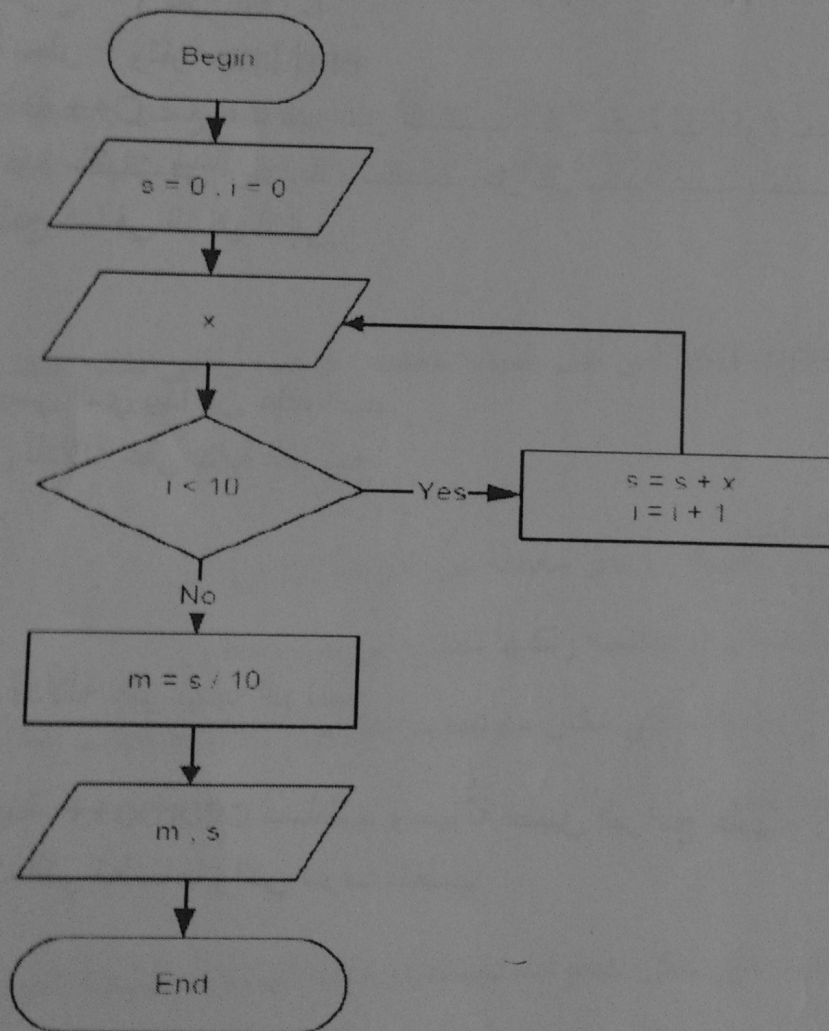 Begin
s = 0 , i = 0
x
i < 10
Yes
s = s + x
i = i + 1
No
m = s / 10
m , s
End